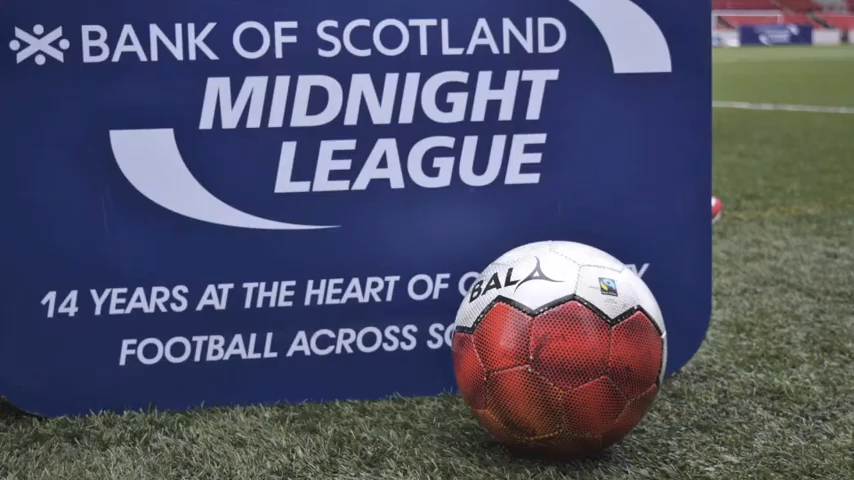 BANK OF SCOTLAND
MIDNIGHT
LEAGUE
14 YEARS AT THE HEART OF
FOOTBALL ACROSS
BALA